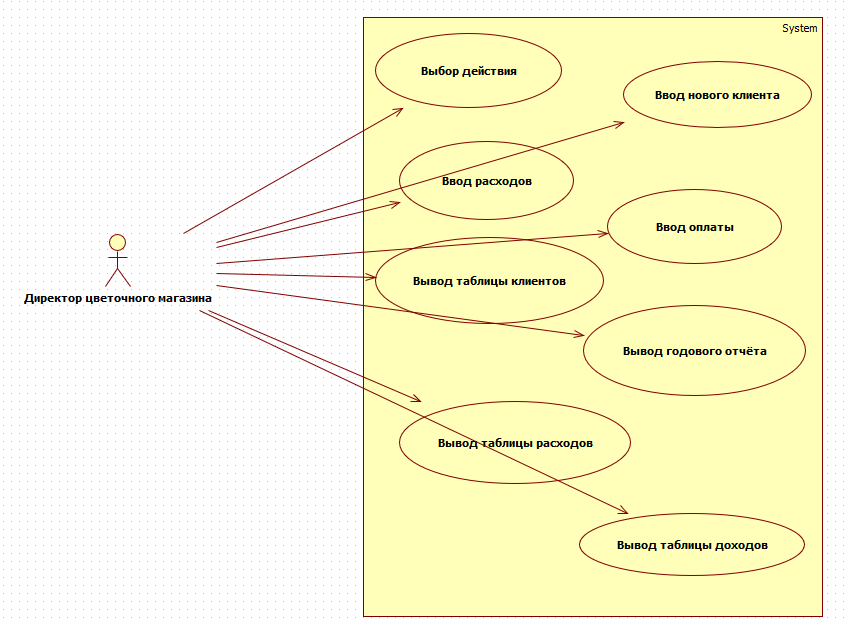 System
Выбор действия
Ввод нового клиента
Ввод расходов
Ввод оплаты
Вывод таблицы клиентов
Директор цветочного магазина
Вывод годового отчёта
Вывод таблицы расходов
Вывод таблицы доходов